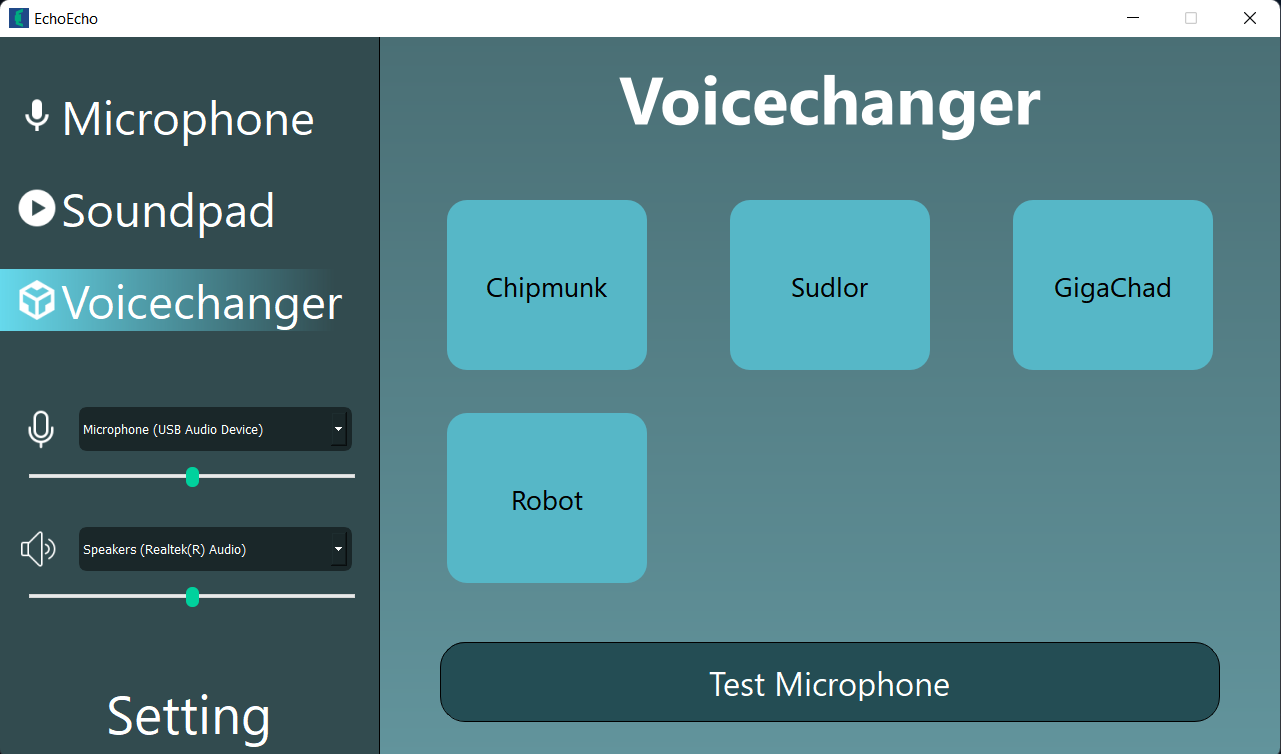 EchoEcho
Microphone
Soundpad
Voicechanger
Microphone (USB Audio Device)
Speakers (Realtek(R) Audio)
Setting
Voicechanger
Chipmunk
Sudlor
GigaChad
Robot
Test Microphone